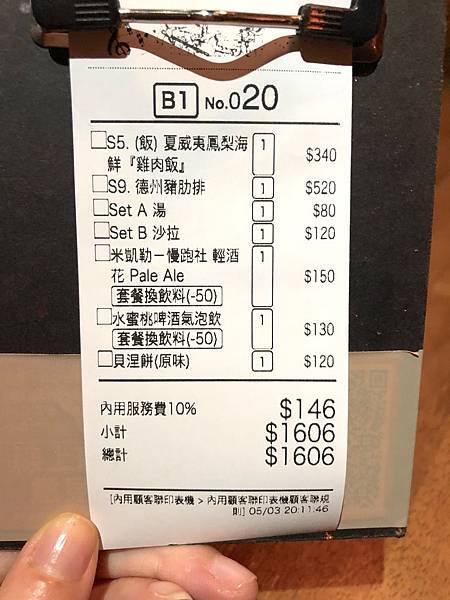 B1 No.020
S5. (飯) 夏威夷鳳梨海 1 $340
鮮『雞肉飯』
S9. 德州豬肋排 1 $520
Set A 湯 1 $80
Set B 沙拉 1 $120
米凱勒－慢跑社 輕酒 1 $150
花 Pale Ale
套餐換飲料(-50)
水蜜桃啤酒氣泡飲 1 $130
套餐換飲料(-50)
貝涅餅(原味) 1 $120
內用服務費10% $146
小計 $1606
總計 $1606
[內用顧客聯印表機 > 內用顧客聯印表機顧客聯規
則] 05/03 20:11:46